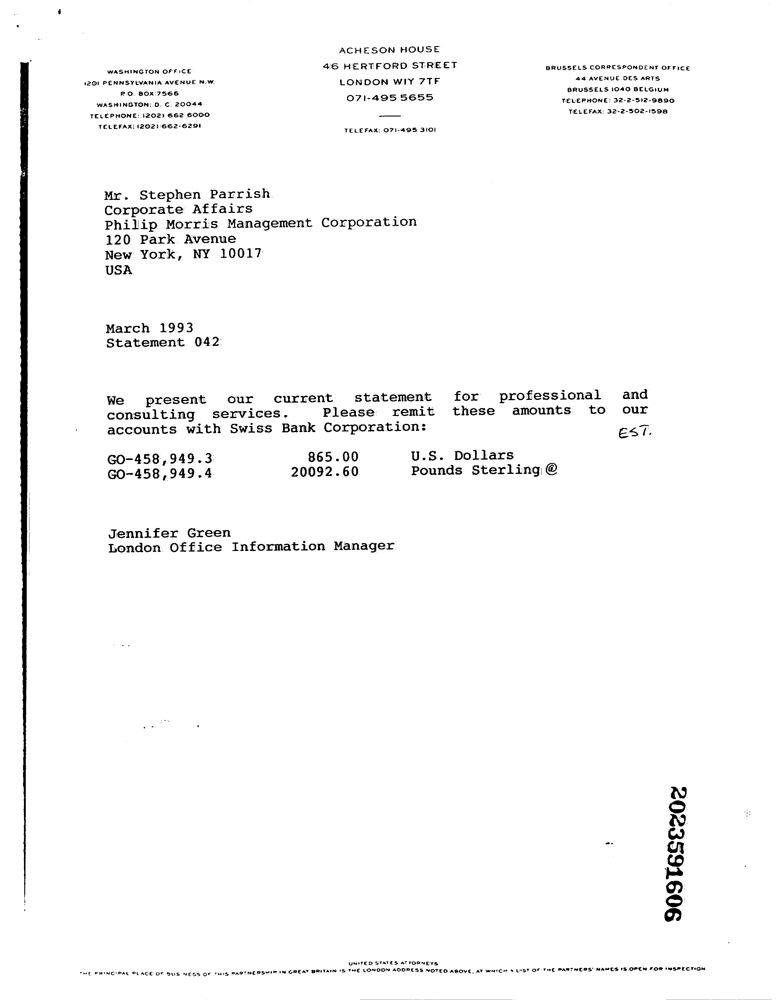 ACHESON HOUSE
46 HERTFORD STREET
LONDON W1Y 7TF
071-495 5655
TELEFAX: 071-495 3101
WASHINGTON OFFICE
1201 PENNSYLVANIA AVENUE N.W.
P.O. BOX 7566
WASHINGTON, D.C. 20044
TELEPHONE: (202) 662 6000
TELEFAX: (202) 662-6291
BRUSSELS CORRESPONDENT OFFICE
44 AVENUE DES ARTS
BRUSSELS 1040 BELGIUM
TELEPHONE: 32-2-512-9890
TELEFAX: 32-2-502-1598
Mr. Stephen Parrish
Corporate Affairs
Philip Morris Management Corporation
120 Park Avenue
New York, NY 10017
USA
March 1993
Statement 042
We present our current statement for professional and
consulting services. Please remit these amounts to our
accounts with Swiss Bank Corporation:
EST.
GO-458,949.3 865.00 U.S. Dollars
GO-458,949.4 20092.60 Pounds Sterling @
Jennifer Green
London Office Information Manager
2023591606
UNITED STATES ATTORNEYS
THE PRINCIPAL PLACE OF BUSINESS OF THIS PARTNERSHIP IN GREAT BRITAIN IS THE LONDON ADDRESS NOTED ABOVE, AT WHICH A LIST OF THE PARTNERS' NAMES IS OPEN FOR INSPECTION